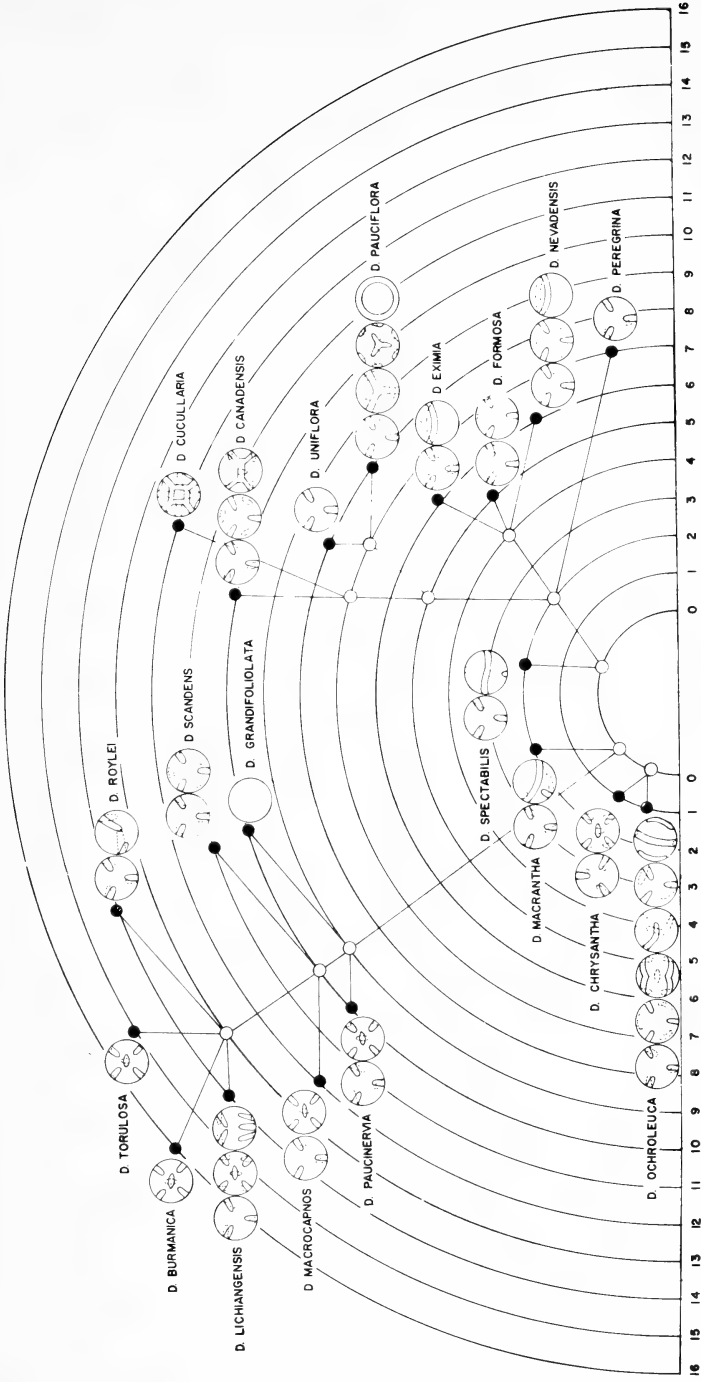 D. ROYLEI
D SCANDENS
D. GRANDIFOLIOLATA
D. CUCULLARIA
D CANADENSIS
D. UNIFLORA
D. PAUCIFLORA
D EXIMIA
D. FORMOSA
D. NEVADENSIS
D. PEREGRINA
D. TORULOSA
D. BURMANICA
D. LICHIANGENSIS
D MACROCAPNOS
D. PAUCINERVIA
D. SPECTABILIS
D. MACRANTHA
D. CHRYSANTHA
D. OCHROLEUCA
16 15 14 13 12 11 10 9 8 7 6 5 4 3 2 1 0 0 1 2 3 4 5 6 7 8 9 10 11 12 13 14 15 16